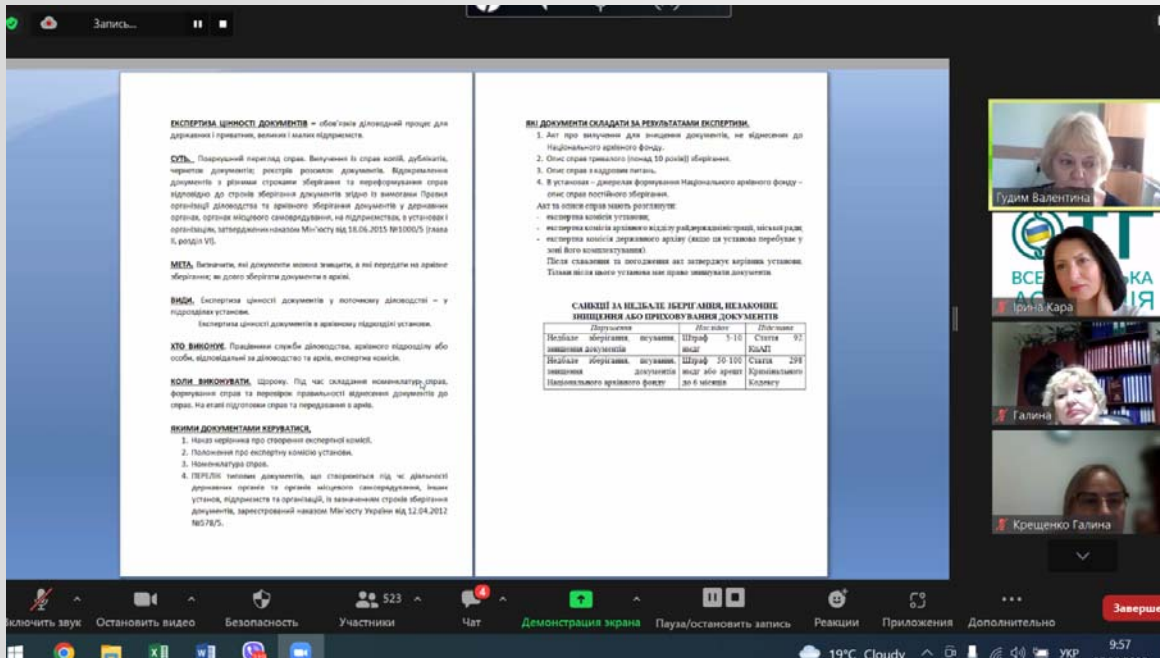 Запись...
ЕКСПЕРТИЗА ЦІННОСТІ ДОКУМЕНТІВ – обов'язків діловодний процес для
державних і приватних, великих і малих підприємств.
СУТЬ. Поаркушний перегляд справ. Вилучення із справ копій, дублікатів,
чернеток документів; реєстрів розсилок документів. Відокремлення
документів з різними строками зберігання та переформування справ
відповідно до строків зберігання документів згідно із вимогами Правил
організації діловодства та архівного зберігання документів у державних
органах, органах місцевого самоврядування, на підприємствах, в установах і
організаціях, затверджених наказом Мін'юсту від 18.06.2015 №1000/5 (глава
ІІ, розділ VI).
МЕТА. Визначити, які документи можна знищити, а які передати на архівне
зберігання; як довго зберігати документи в архіві.
ВИДИ. Експертиза цінності документів у поточному діловодстві – у
підрозділах установи.
Експертиза цінності документів в архівному підрозділі установи.
ХТО ВИКОНУЄ. Працівники служби діловодства, архівного підрозділу або
особи, відповідальні за діловодство та архів, експертна комісія.
КОЛИ ВИКОНУВАТИ. Щороку. Під час складання номенклатури справ,
формування справ та перевірок правильності віднесення документів до
справ. На етапі підготовки справ та передавання в архів.
ЯКИМИ ДОКУМЕНТАМИ КЕРУВАТИСЯ.
1. Наказ керівника про створення експертної комісії.
2. Положення про експертну комісію установи.
3. Номенклатура справ.
4. ПЕРЕЛІК типових документів, що створюються під час діяльності
державних органів та органів місцевого самоврядування, інших
установ, підприємств та організацій, із зазначенням строків зберігання
документів, зареєстрований наказом Мін'юсту України від 12.04.2012
№578/5.
ЯКІ ДОКУМЕНТИ СКЛАДАТИ ЗА РЕЗУЛЬТАТАМИ ЕКСПЕРТИЗИ.
1. Акт про вилучення для знищення документів, не віднесених до
Національного архівного фонду.
2. Опис справ тривалого (понад 10 років)) зберігання.
3. Опис справ з кадрових питань.
4. В установах – джерелах формування Національного архівного фонду –
опис справ постійного зберігання.
Акт та описи справ мають розглянути:
- експертна комісія установи;
- експертна комісія архівного відділу райдержадміністрації, міської ради;
- експертна комісія державного архіву (якщо ця установа перебуває у
зоні його комплектування).
Після схвалення та погодження акт затверджує керівник установи.
Тільки після цього установа має право знищувати документи.
САНКЦІЇ ЗА НЕДБАЛЕ ЗБЕРІГАННЯ, НЕЗАКОННЕ
ЗНИЩЕННЯ АБО ПРИХОВУВАННЯ ДОКУМЕНТІВ
Порушення Наслідки Підстава
Недбале зберігання, псування, Штраф 5-10 Стаття 92
знищення документів нмдг КпАП
Недбале зберігання, псування, Штраф 50-100 Стаття 298
знищення документів нмдг або арешт Кримінального
Національного архівного фонду до 6 місяців Кодексу
Гудим Валентина
ВСЕ КА
Ірина Кара
Галина
Крещенко Галина
ключить звук
Остановить видео
Безопасность
523
Участники
4
Чат
Демонстрация экрана
Пауза/остановить запись
Реакции
Приложения
Дополнительно
Заверше
19°C Cloudy
УКР
9:57